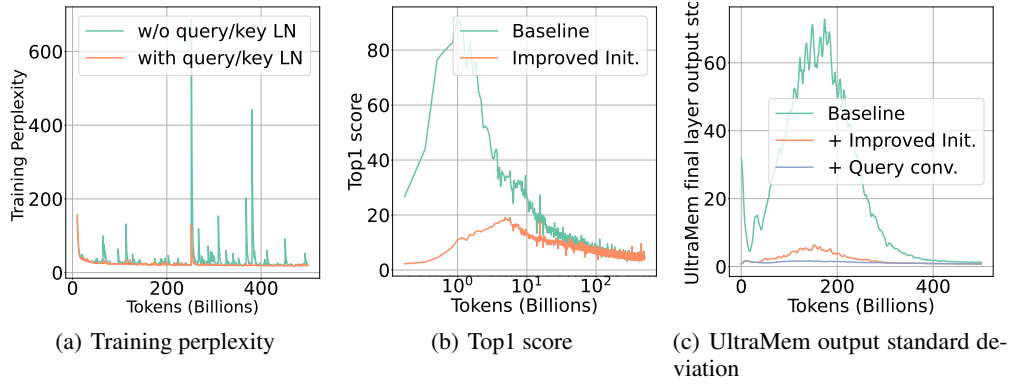 600
400
200
0
Training Perplexity
w/o query/key LN
with query/key LN
0
200
400
Tokens (Billions)
(a) Training perplexity
80
60
40
20
0
Top1 score
Baseline
Improved Init.
10^0
10^1
10^2
Tokens (Billions)
(b) Top1 score
60
40
20
0
UltraMem final layer output
Baseline
+ Improved Init.
+ Query conv.
0
200
400
Tokens (Billions)
(c) UltraMem output standard de-
viation